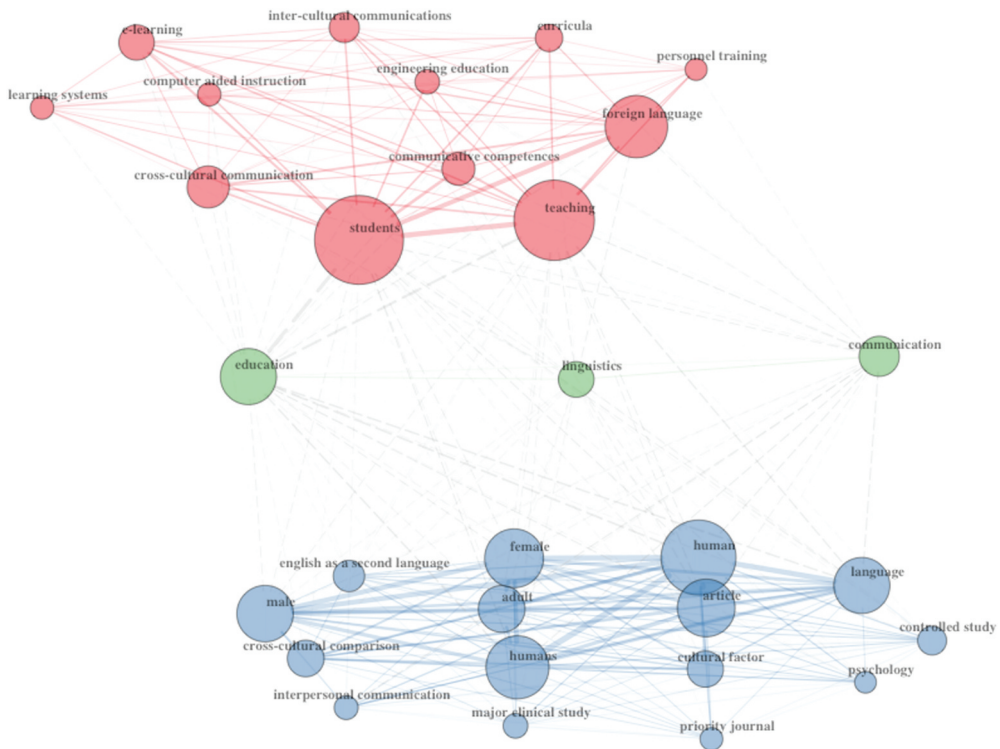 inter-cultural communications
e-learning
curricula
personnel training
engineering education
computer aided instruction
learning systems
foreign language
communicative competences
cross-cultural communication
teaching
students
communication
education
linguistics
female
human
english as a second language
language
adult
article
male
controlled study
cross-cultural comparison
humans
cultural factor
psychology
interpersonal communication
major clinical study
priority journal